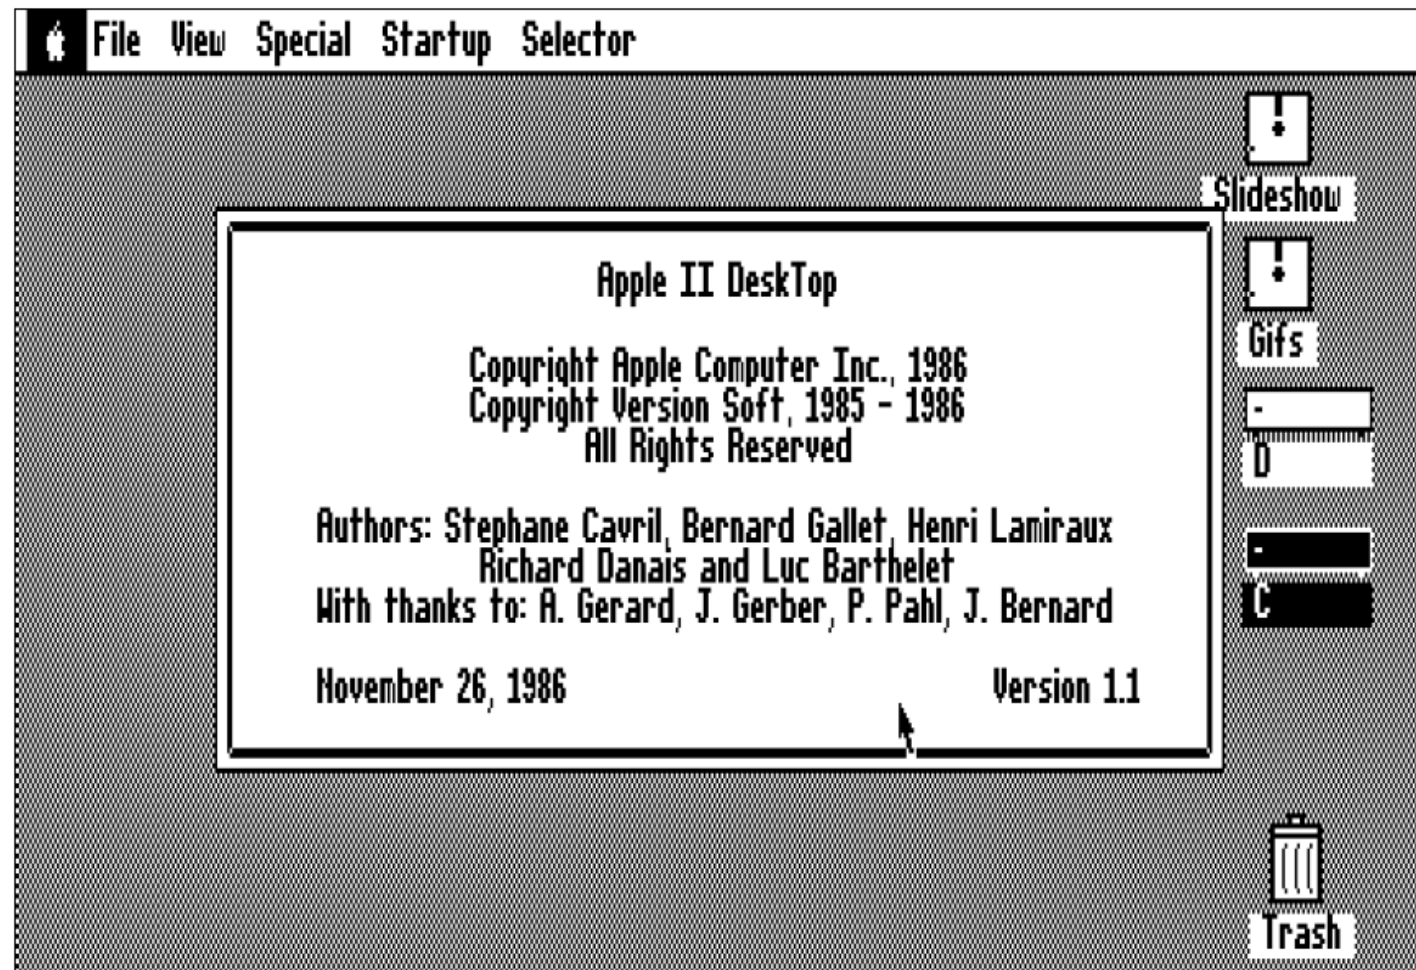 File View Special Startup Selector
Slideshow
Gifs
D
C
Trash
Apple II DeskTop
Copyright Apple Computer Inc., 1986
Copyright Version Soft, 1985 - 1986
All Rights Reserved
Authors: Stephane Cavril, Bernard Gallet, Henri Lamiraux
Richard Danais and Luc Barthelet
With thanks to: A. Gerard, J. Gerber, P. Pahl, J. Bernard
November 26, 1986 Version 1.1